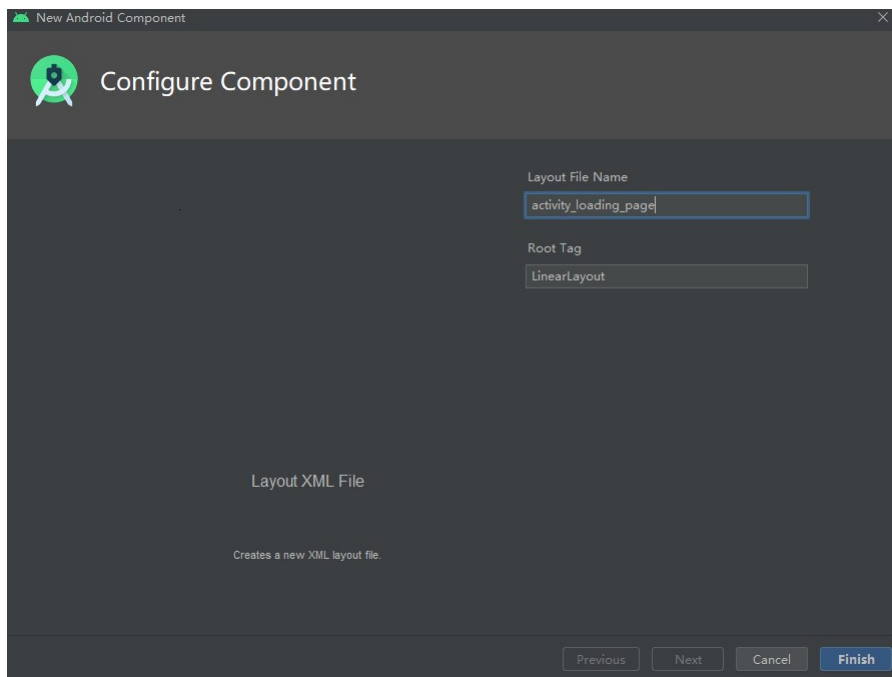 New Android Component
Configure Component
Layout File Name
activity_loading_page
Root Tag
LinearLayout
Layout XML File
Creates a new XML layout file.
Previous Next Cancel Finish